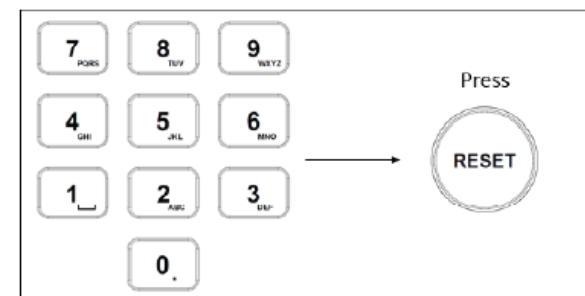 7 PQRS 8 TUV 9 WXYZ
Press
4 GHI 5 JKL 6 MNO
RESET
1 2 ABC 3 DEF
0 .